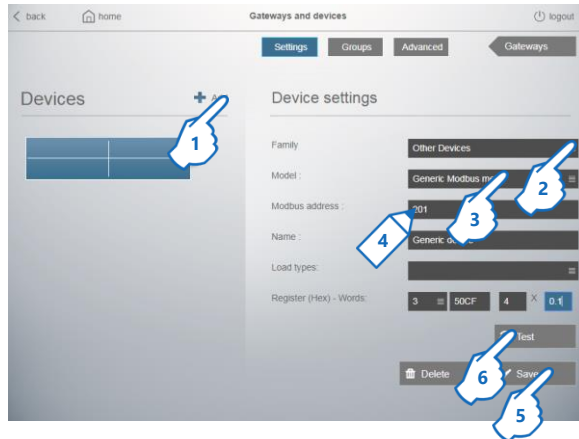 back home Gateways and devices logout
Settings Groups Advanced Gateways
Devices Device settings
1
Family Other Devices
Model : Generic Modbus
2
Modbus address : 201
3
Name : Generic
4
Load types:
Register (Hex) - Words: 3 50CF 4 X 0.1
Test
Delete Save
6
5